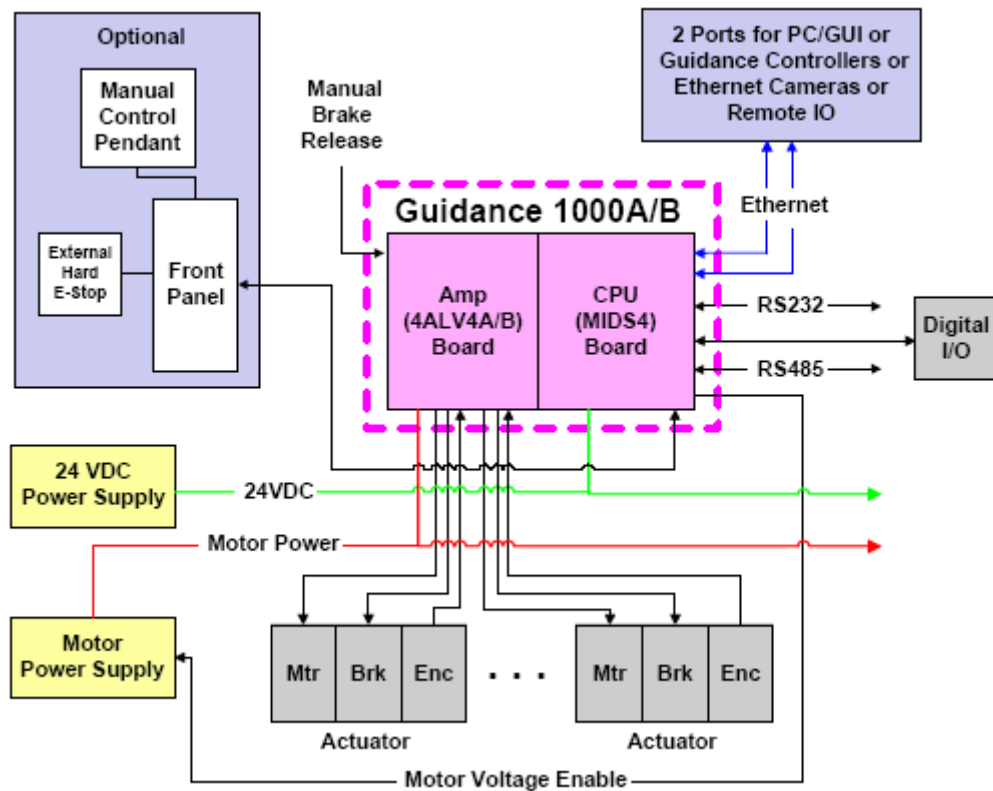 Optional
Manual
Control
Pendant
External
Hard
E-Stop
Front
Panel
Manual
Brake
Release
2 Ports for PC/GUI or
Guidance Controllers or
Ethernet Cameras or
Remote IO
Ethernet
Guidance 1000A/B
Amp
(4ALV4A/B)
Board
CPU
(MIDS4)
Board
RS232
RS485
Digital
I/O
24 VDC
Power Supply
24VDC
Motor Power
Motor
Power Supply
Mtr
Brk
Enc
. . .
Mtr
Brk
Enc
Actuator
Actuator
Motor Voltage Enable